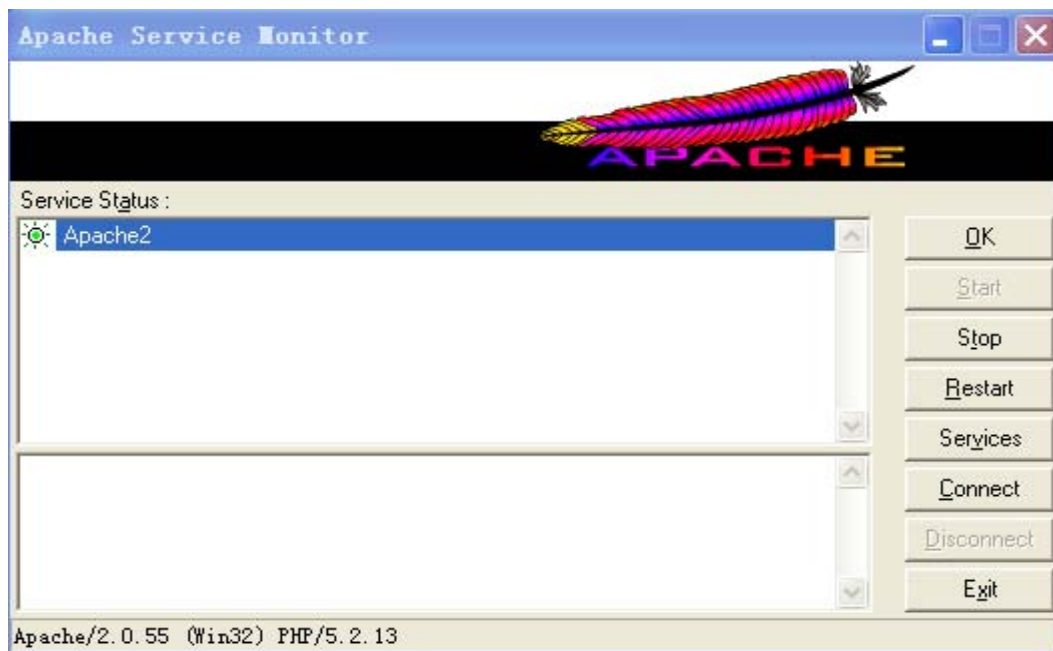 Apache Service Monitor
APACHE
Service Status :
Apache2
OK
Start
Stop
Restart
Services
Connect
Disconnect
Exit
Apache/2.0.55 (Win32) PHP/5.2.13